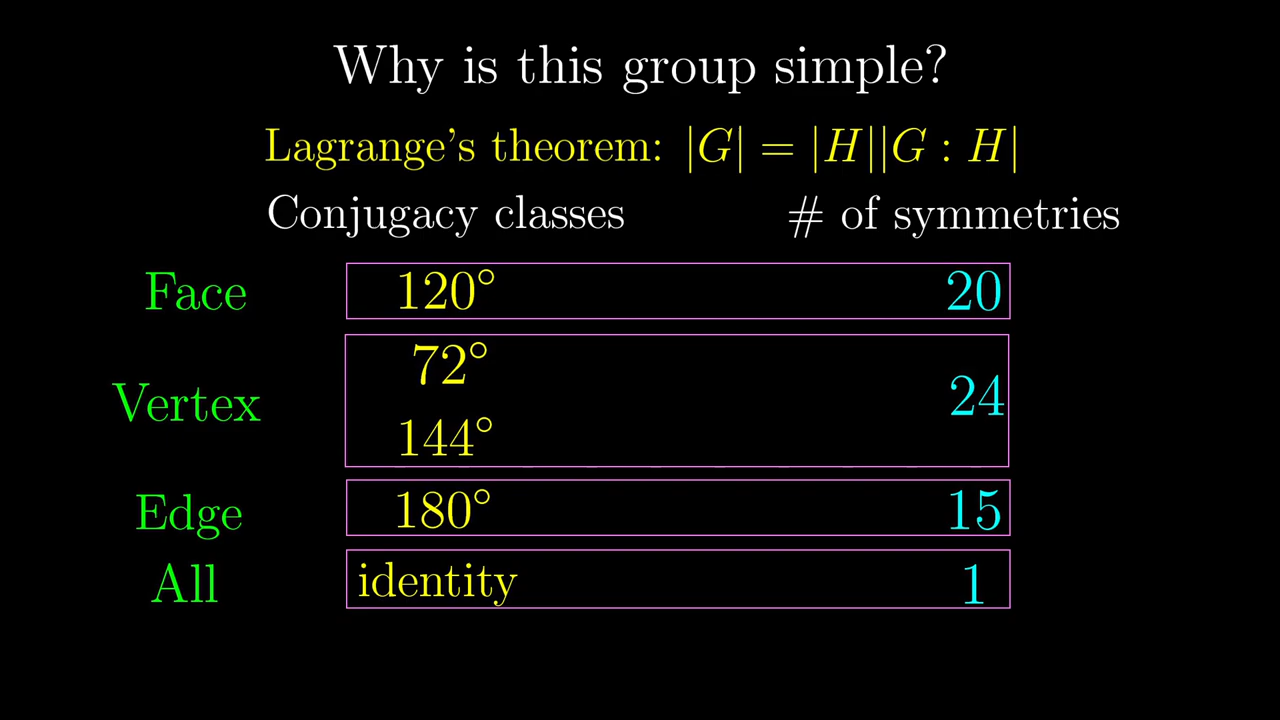 Why is this group simple?
Lagrange's theorem: |G| = |H||G : H|
Conjugacy classes # of symmetries
Face 120° 20
72°
Vertex 24
144°
Edge 180° 15
All identity 1